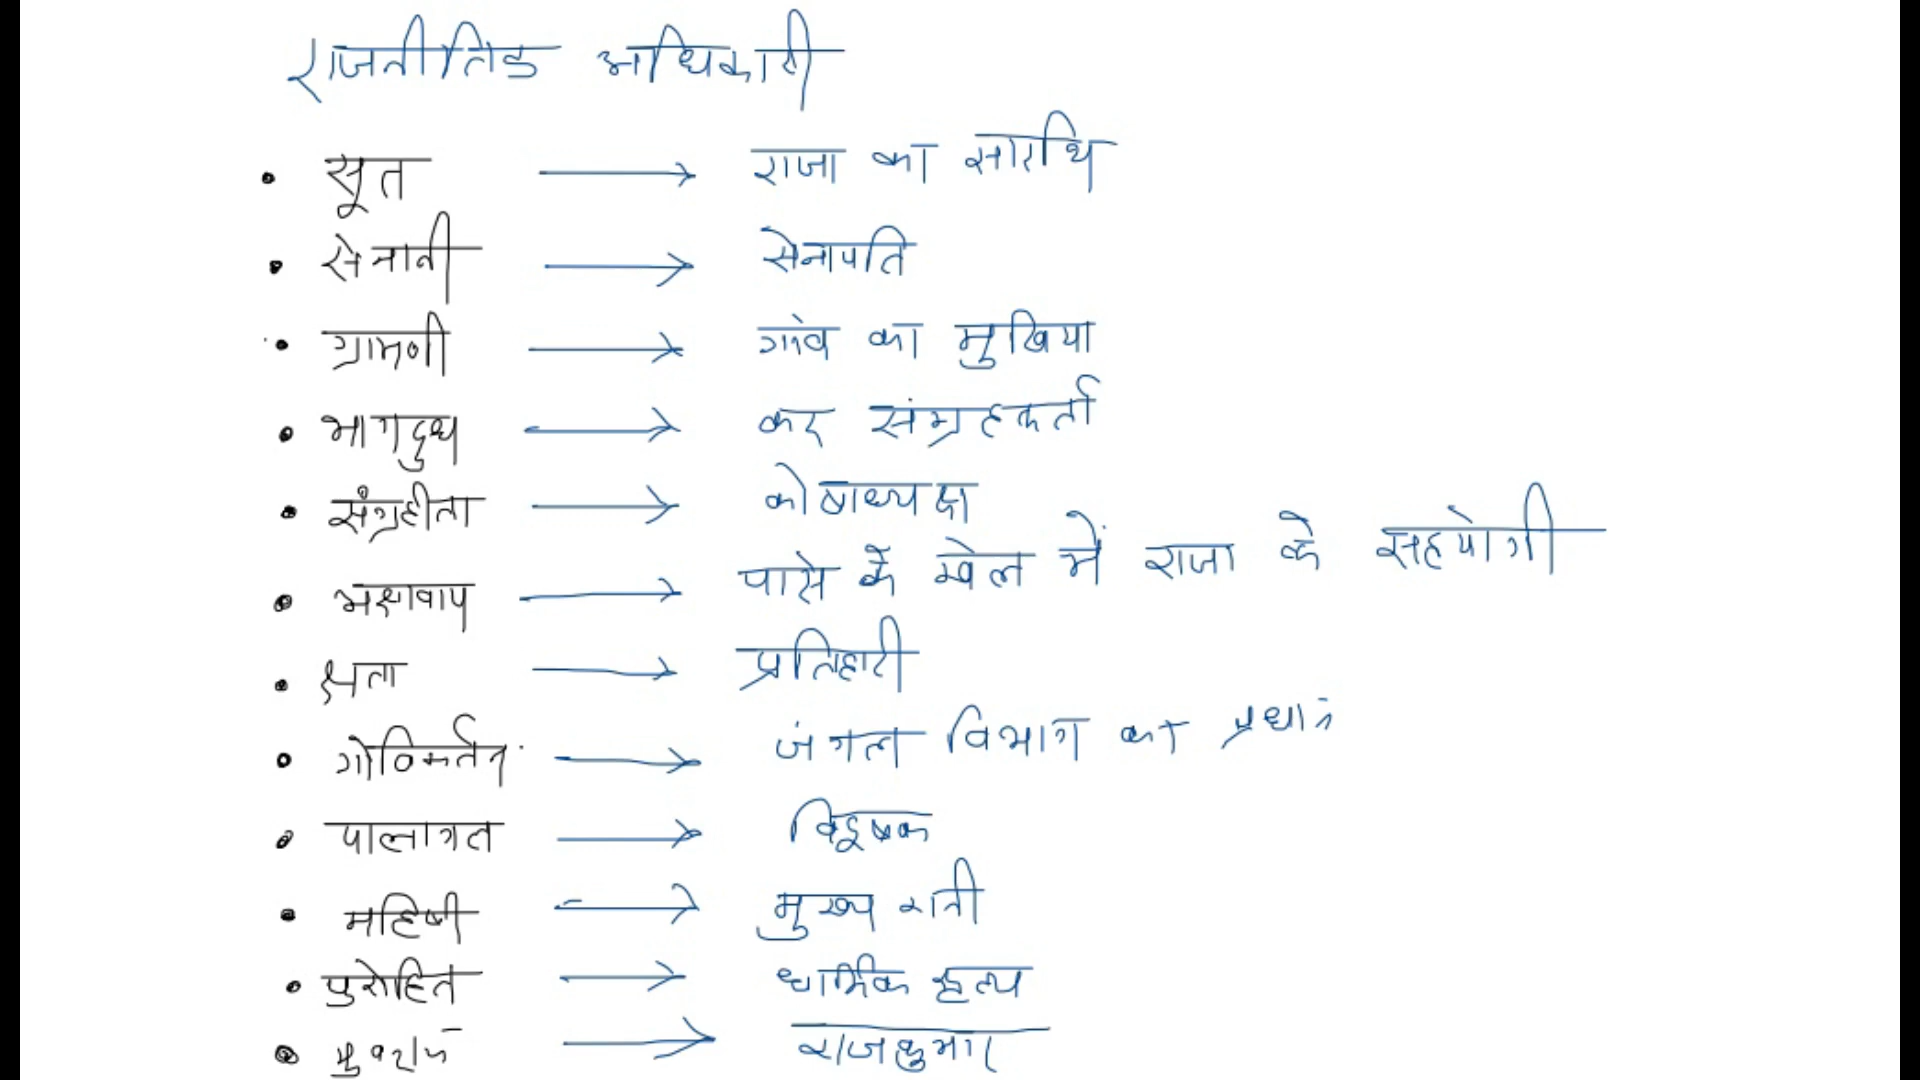 राजनीतिक अधिकारी
• सूत → राजा का सारथि
• सेनानी → सेनापति
• ग्रामणी → गांव का मुखिया
• भागदुध → कर संग्रहकर्ता
• संग्रहीता → कोषाध्यक्ष
• अक्षावाप → पासे के खेल में राजा के सहयोगी
• क्षता → प्रतिहारी
• गोविकर्तन → जंगल विभाग का प्रधान
• पालागल → विदूषक
• महिषी → मुख्य रानी
• पुरोहित → धार्मिक कृत्य
• युवराज → राजकुमार